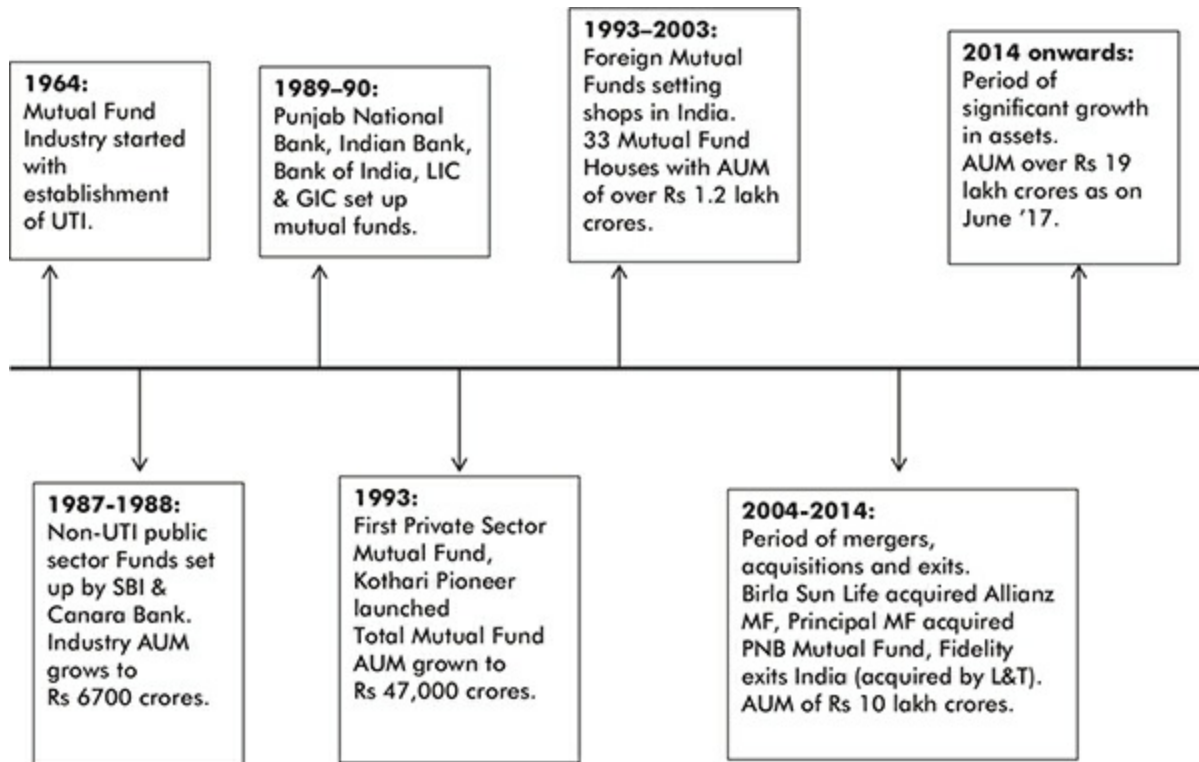 1964:
Mutual Fund
Industry started
with
establishment
of UTI.
1987-1988:
Non-UTI public
sector Funds set
up by SBI &
Canara Bank.
Industry AUM
grows to
Rs 6700 crores.
1989–90:
Punjab National
Bank, Indian Bank,
Bank of India, LIC
& GIC set up
mutual funds.
1993:
First Private Sector
Mutual Fund,
Kothari Pioneer
launched
Total Mutual Fund
AUM grown to
Rs 47,000 crores.
1993–2003:
Foreign Mutual
Funds setting
shops in India.
33 Mutual Fund
Houses with AUM
of over Rs 1.2 lakh
crores.
2004-2014:
Period of mergers,
acquisitions and exits.
Birla Sun Life acquired Allianz
MF, Principal MF acquired
PNB Mutual Fund, Fidelity
exits India (acquired by L&T).
AUM of Rs 10 lakh crores.
2014 onwards:
Period of
significant growth
in assets.
AUM over Rs 19
lakh crores as on
June ’17.